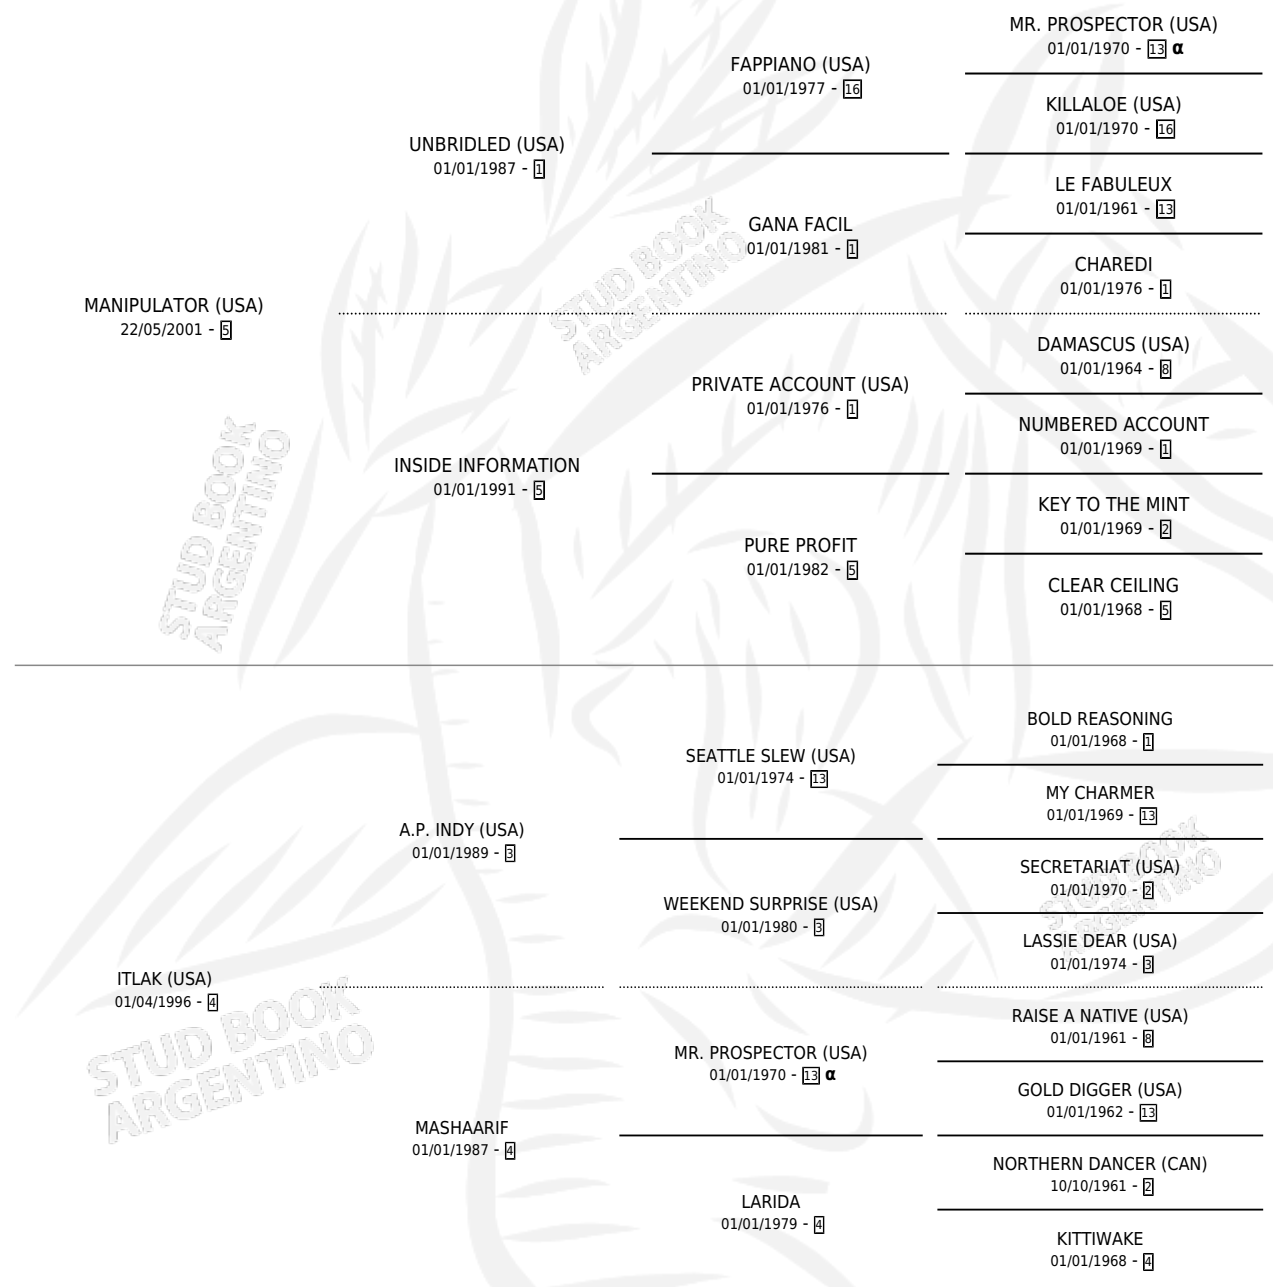 MR. PROSPECTOR (USA)
01/01/1970 - 13 α
FAPPIANO (USA)
01/01/1977 - 16
KILLALOE (USA)
01/01/1970 - 16
UNBRIDLED (USA)
01/01/1987 - 1
LE FABULEUX
01/01/1961 - 13
GANA FACIL
01/01/1981 - 1
CHAREDI
01/01/1976 - 1
MANIPULATOR (USA)
22/05/2001 - 5
DAMASCUS (USA)
01/01/1964 - 8
PRIVATE ACCOUNT (USA)
01/01/1976 - 1
NUMBERED ACCOUNT
01/01/1969 - 1
INSIDE INFORMATION
01/01/1991 - 5
KEY TO THE MINT
01/01/1969 - 2
PURE PROFIT
01/01/1982 - 5
CLEAR CEILING
01/01/1968 - 5
BOLD REASONING
01/01/1968 - 1
SEATTLE SLEW (USA)
01/01/1974 - 13
MY CHARMER
01/01/1969 - 13
A.P. INDY (USA)
01/01/1989 - 3
SECRETARIAT (USA)
01/01/1970 - 2
WEEKEND SURPRISE (USA)
01/01/1980 - 3
LASSIE DEAR (USA)
01/01/1974 - 3
ITLAK (USA)
01/04/1996 - 4
RAISE A NATIVE (USA)
01/01/1961 - 8
MR. PROSPECTOR (USA)
01/01/1970 - 13 α
GOLD DIGGER (USA)
01/01/1962 - 13
MASHAARIF
01/01/1987 - 4
NORTHERN DANCER (CAN)
10/10/1961 - 2
LARIDA
01/01/1979 - 4
KITTIWAKE
01/01/1968 - 4
STUD BOOK
ARGENTINO
STUD BOOK
ARGENTINO
STUD BOOK
ARGENTINO
STUD BOOK
ARGENTINO